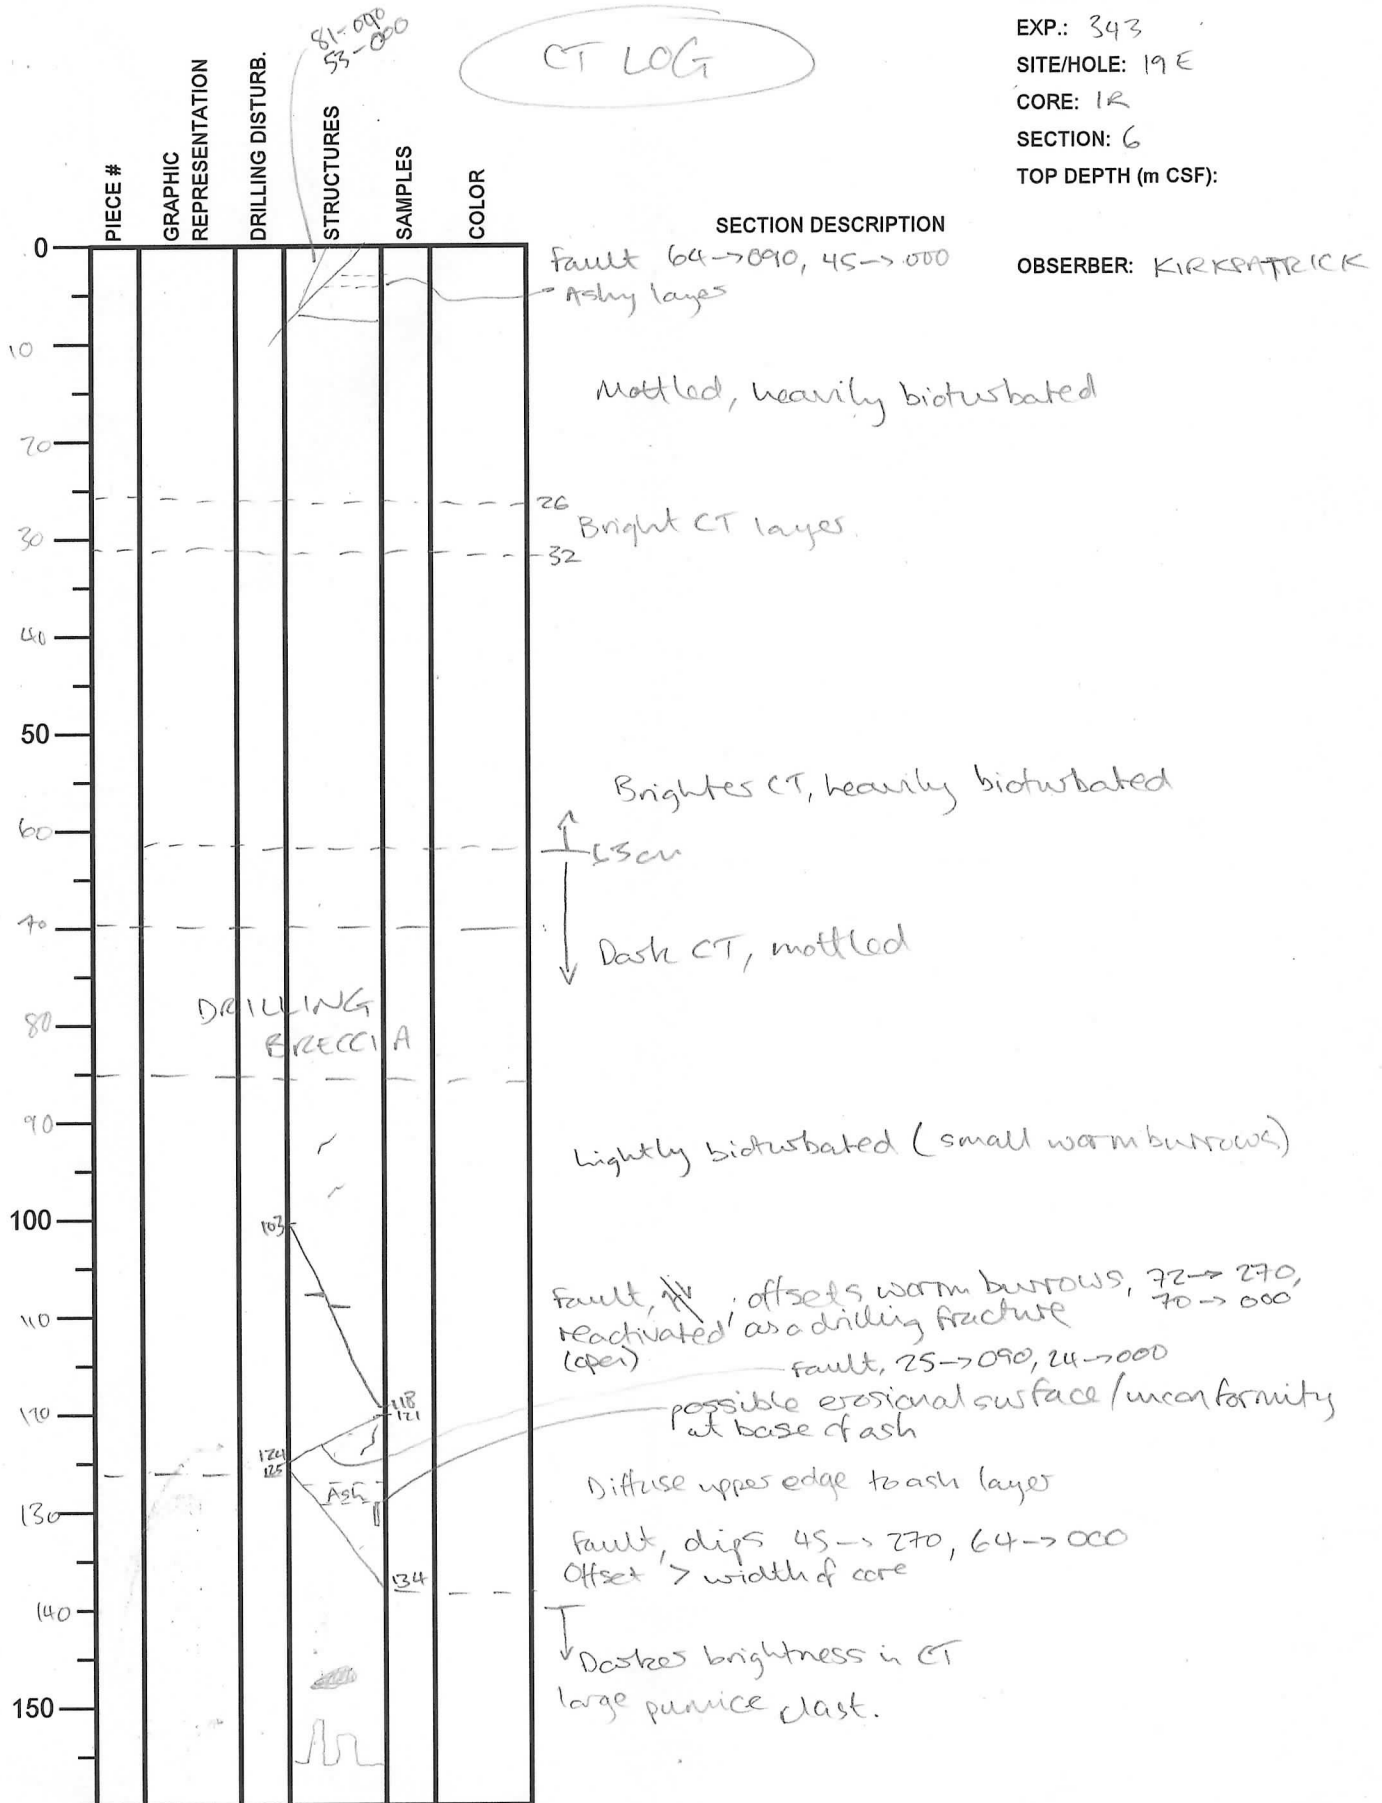 81-090
53-000
CT LOG
EXP.: 343
SITE/HOLE: 19E
CORE: 1R
SECTION: 6
TOP DEPTH (m CSF):
OBSERBER: KIRKPATRICK
PIECE #
GRAPHIC REPRESENTATION
DRILLING DISTURB.
STRUCTURES
SAMPLES
COLOR
SECTION DESCRIPTION
0
Fault 64->090, 45->000
Ashy layer
10
Mottled, heavily bioturbated
20
26
Bright CT layer.
30
32
40
50
Brighter CT, heavily bioturbated
60
63cm
70
Dark CT, mottled
DRILLING
BRECCIA
80
90
Lightly bioturbated (small worm burrows)
100
103
Fault, offsets worm burrows, 72->270,
70->000
reactivated as a drilling fracture
(open)
110
Fault, 25->090, 24->000
118
121
possible erosional surface/unconformity
at base of ash
120
124
125
Diffuse upper edge to ash layer
Ash
130
Fault, dips 45->270, 64->000
Offset > width of core
134
140
Darker brightness in CT
large pumice clast.
150